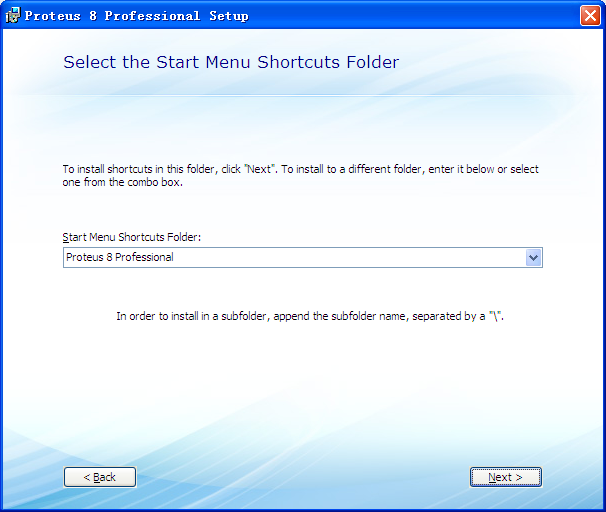 Proteus 8 Professional Setup
Select the Start Menu Shortcuts Folder
To install shortcuts in this folder, click "Next". To install to a different folder, enter it below or select
one from the combo box.
Start Menu Shortcuts Folder:
Proteus 8 Professional
In order to install in a subfolder, append the subfolder name, separated by a "\".
< Back
Next >